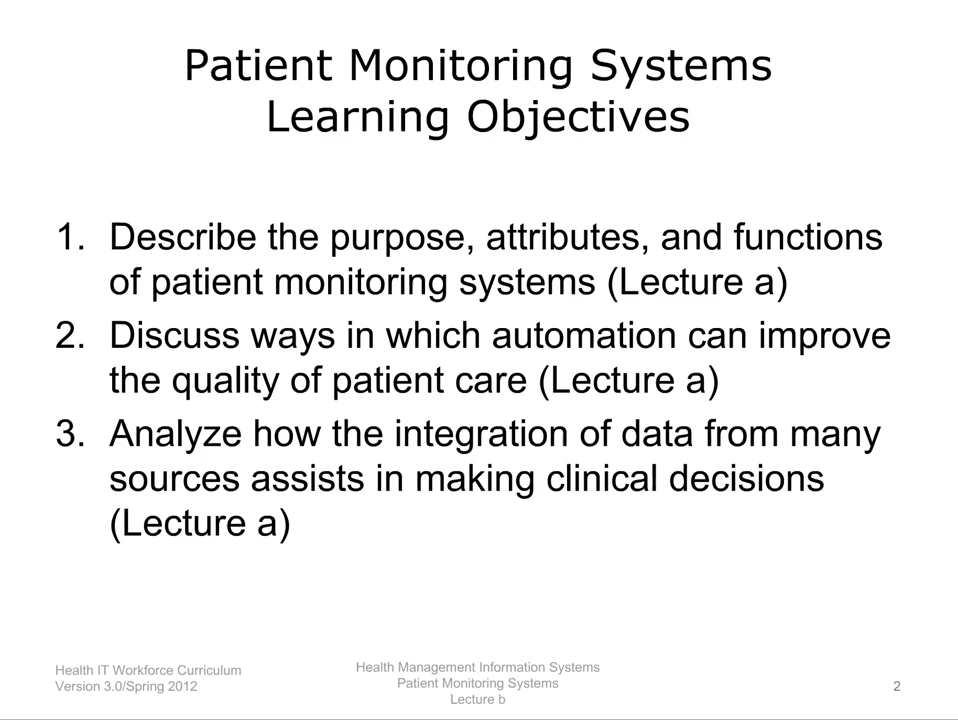 Patient Monitoring Systems
Learning Objectives
1. Describe the purpose, attributes, and functions
of patient monitoring systems (Lecture a)
2. Discuss ways in which automation can improve
the quality of patient care (Lecture a)
3. Analyze how the integration of data from many
sources assists in making clinical decisions
(Lecture a)
Health IT Workforce Curriculum
Version 3.0/Spring 2012
Health Management Information Systems
Patient Monitoring Systems
Lecture b
2